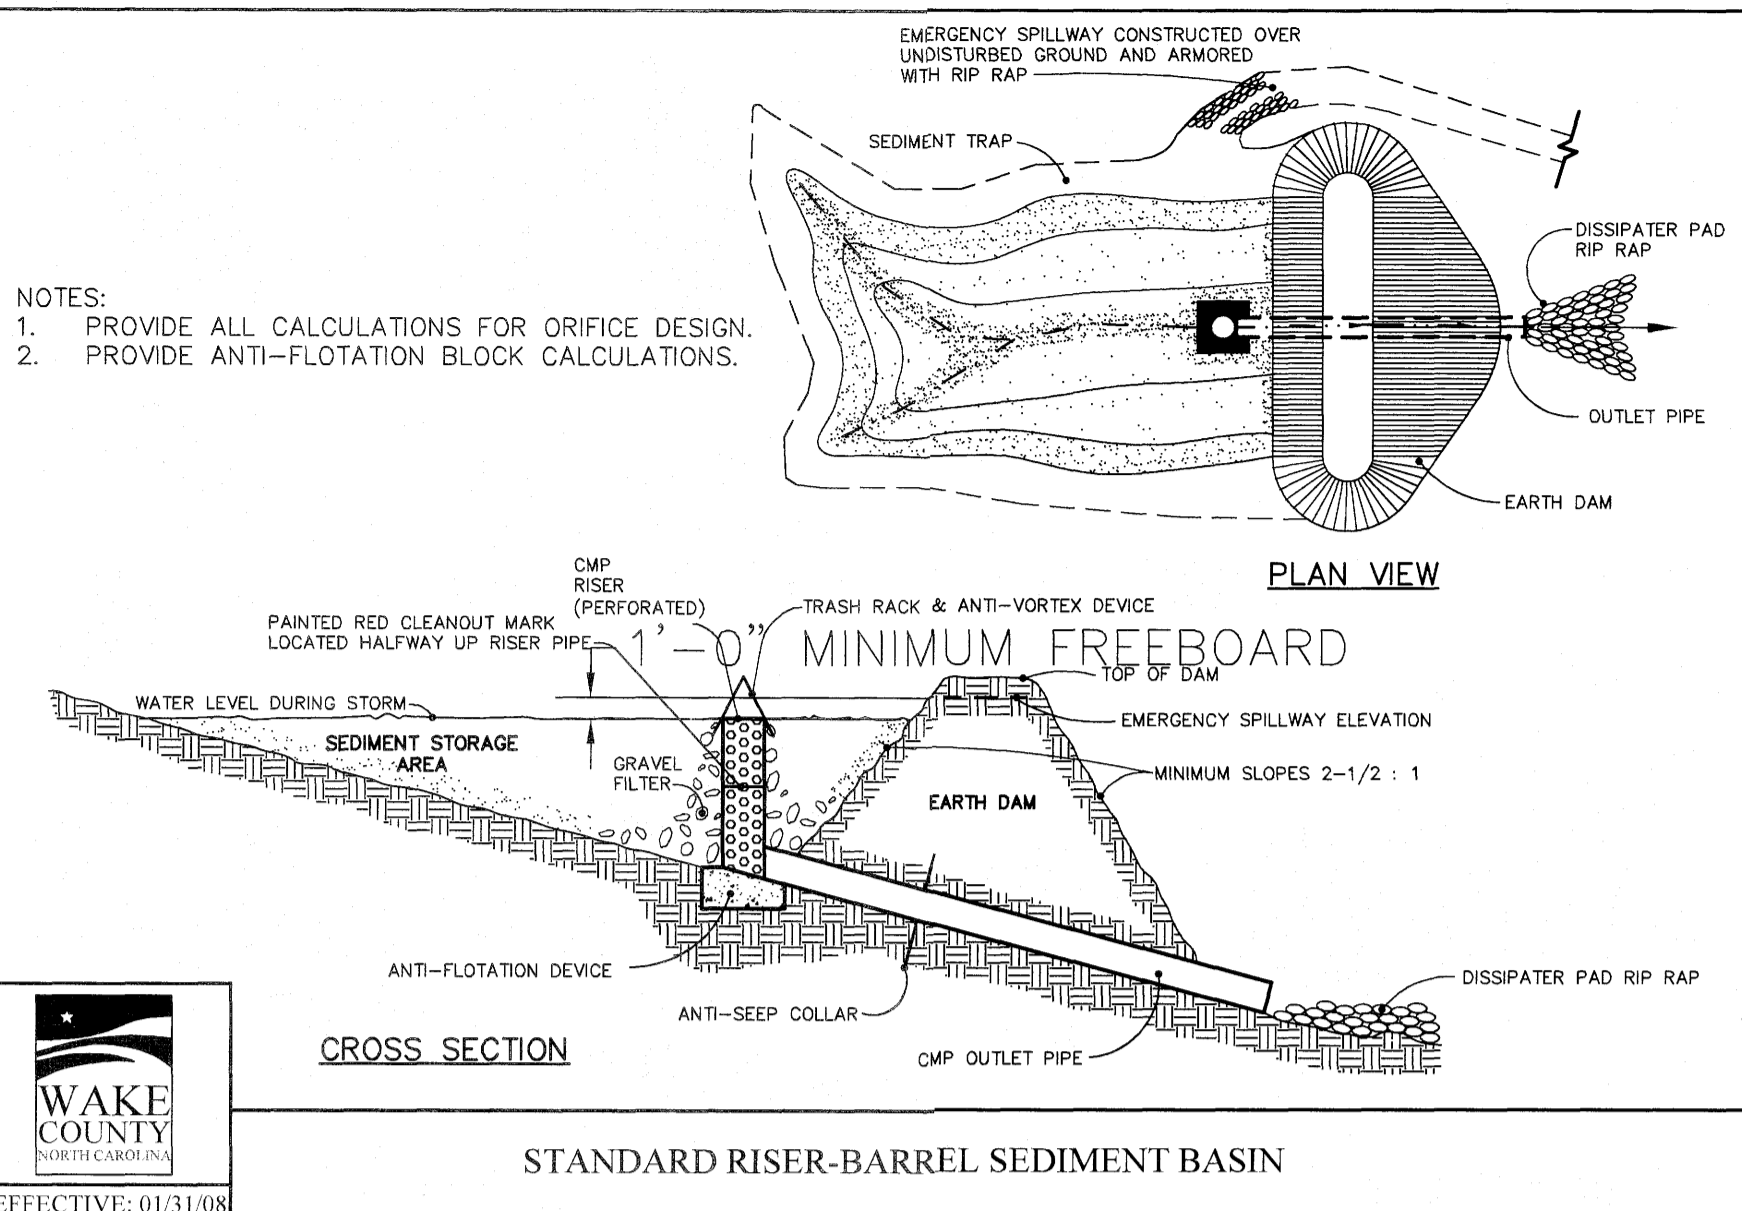 EMERGENCY SPILLWAY CONSTRUCTED OVER
UNDISTURBED GROUND AND ARMORED
WITH RIP RAP
SEDIMENT TRAP
DISSIPATER PAD
RIP RAP
NOTES:
1. PROVIDE ALL CALCULATIONS FOR ORIFICE DESIGN.
2. PROVIDE ANTI-FLOTATION BLOCK CALCULATIONS.
OUTLET PIPE
EARTH DAM
PLAN VIEW
CMP
RISER
(PERFORATED)
TRASH RACK & ANTI-VORTEX DEVICE
PAINTED RED CLEANOUT MARK
LOCATED HALFWAY UP RISER PIPE
1'-0" MINIMUM FREEBOARD
TOP OF DAM
WATER LEVEL DURING STORM
EMERGENCY SPILLWAY ELEVATION
SEDIMENT STORAGE
AREA
GRAVEL
FILTER
MINIMUM SLOPES 2-1/2 : 1
EARTH DAM
ANTI-FLOTATION DEVICE
DISSIPATER PAD RIP RAP
ANTI-SEEP COLLAR
CMP OUTLET PIPE
CROSS SECTION
WAKE
COUNTY
NORTH CAROLINA
STANDARD RISER-BARREL SEDIMENT BASIN
EFFECTIVE: 01/31/08